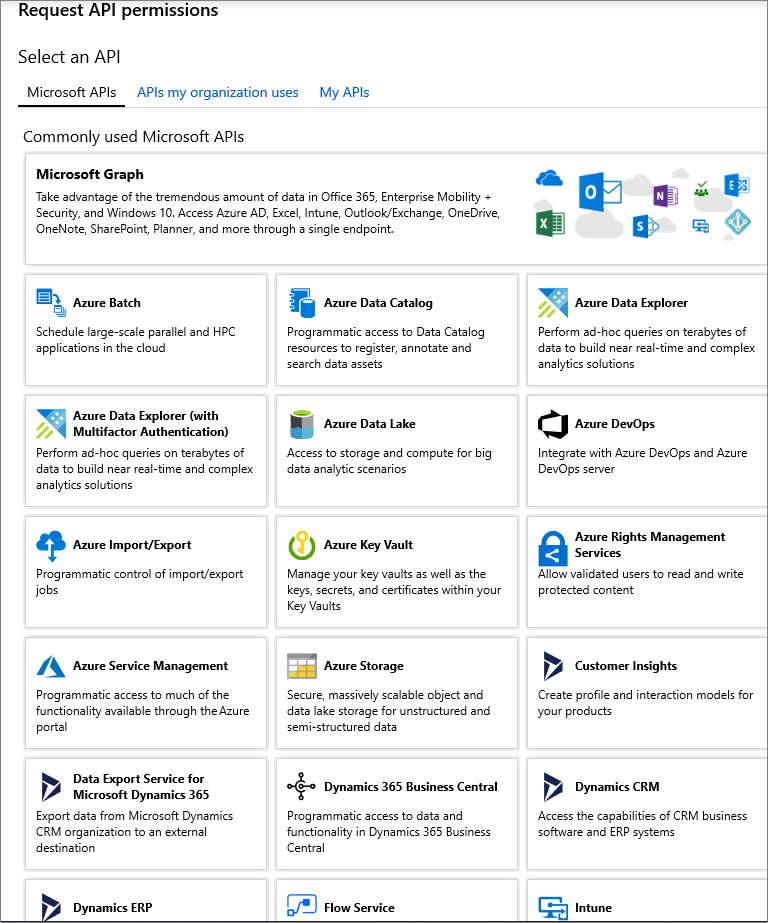 Request API permissions
Select an API
Microsoft APIs
APIs my organization uses
My APIs
Commonly used Microsoft APIs
Microsoft Graph
Take advantage of the tremendous amount of data in Office 365, Enterprise Mobility +
Security, and Windows 10. Access Azure AD, Excel, Intune, Outlook/Exchange, OneDrive,
OneNote, SharePoint, Planner, and more through a single endpoint.
Azure Batch
Schedule large-scale parallel and HPC
applications in the cloud
Azure Data Catalog
Programmatic access to Data Catalog
resources to register, annotate and
search data assets
Azure Data Explorer
Perform ad-hoc queries on terabytes of
data to build near real-time and complex
analytics solutions
Azure Data Explorer (with
Multifactor Authentication)
Perform ad-hoc queries on terabytes of
data to build near real-time and complex
analytics solutions
Azure Data Lake
Access to storage and compute for big
data analytic scenarios
Azure DevOps
Integrate with Azure DevOps and Azure
DevOps server
Azure Import/Export
Programmatic control of import/export
jobs
Azure Key Vault
Manage your key vaults as well as the
keys, secrets, and certificates within your
Key Vaults
Azure Rights Management
Services
Allow validated users to read and write
protected content
Azure Service Management
Programmatic access to much of the
functionality available through the Azure
portal
Azure Storage
Secure, massively scalable object and
data lake storage for unstructured and
semi-structured data
Customer Insights
Create profile and interaction models for
your products
Data Export Service for
Microsoft Dynamics 365
Export data from Microsoft Dynamics
CRM organization to an external
destination
Dynamics 365 Business Central
Programmatic access to data and
functionality in Dynamics 365 Business
Central
Dynamics CRM
Access the capabilities of CRM business
software and ERP systems
Dynamics ERP
Flow Service
Intune